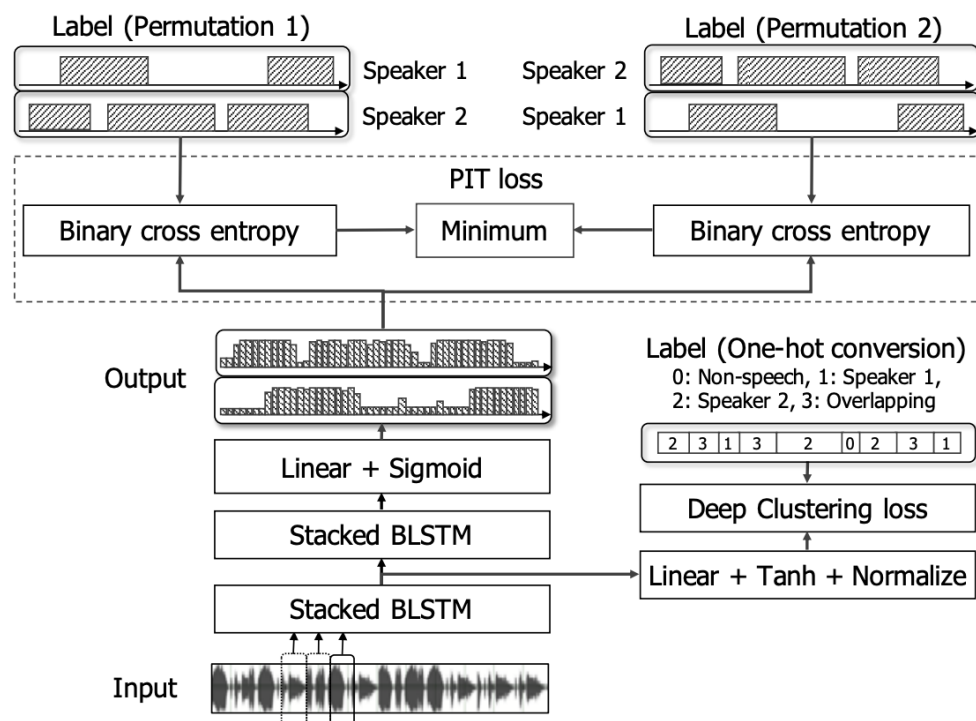 Label (Permutation 1)
Label (Permutation 2)
Speaker 1
Speaker 2
Speaker 2
Speaker 1
PIT loss
Binary cross entropy
Minimum
Binary cross entropy
Output
Label (One-hot conversion)
0: Non-speech, 1: Speaker 1,
2: Speaker 2, 3: Overlapping
2 3 1 3 2 0 2 3 1
Linear + Sigmoid
Deep Clustering loss
Stacked BLSTM
Linear + Tanh + Normalize
Stacked BLSTM
Input